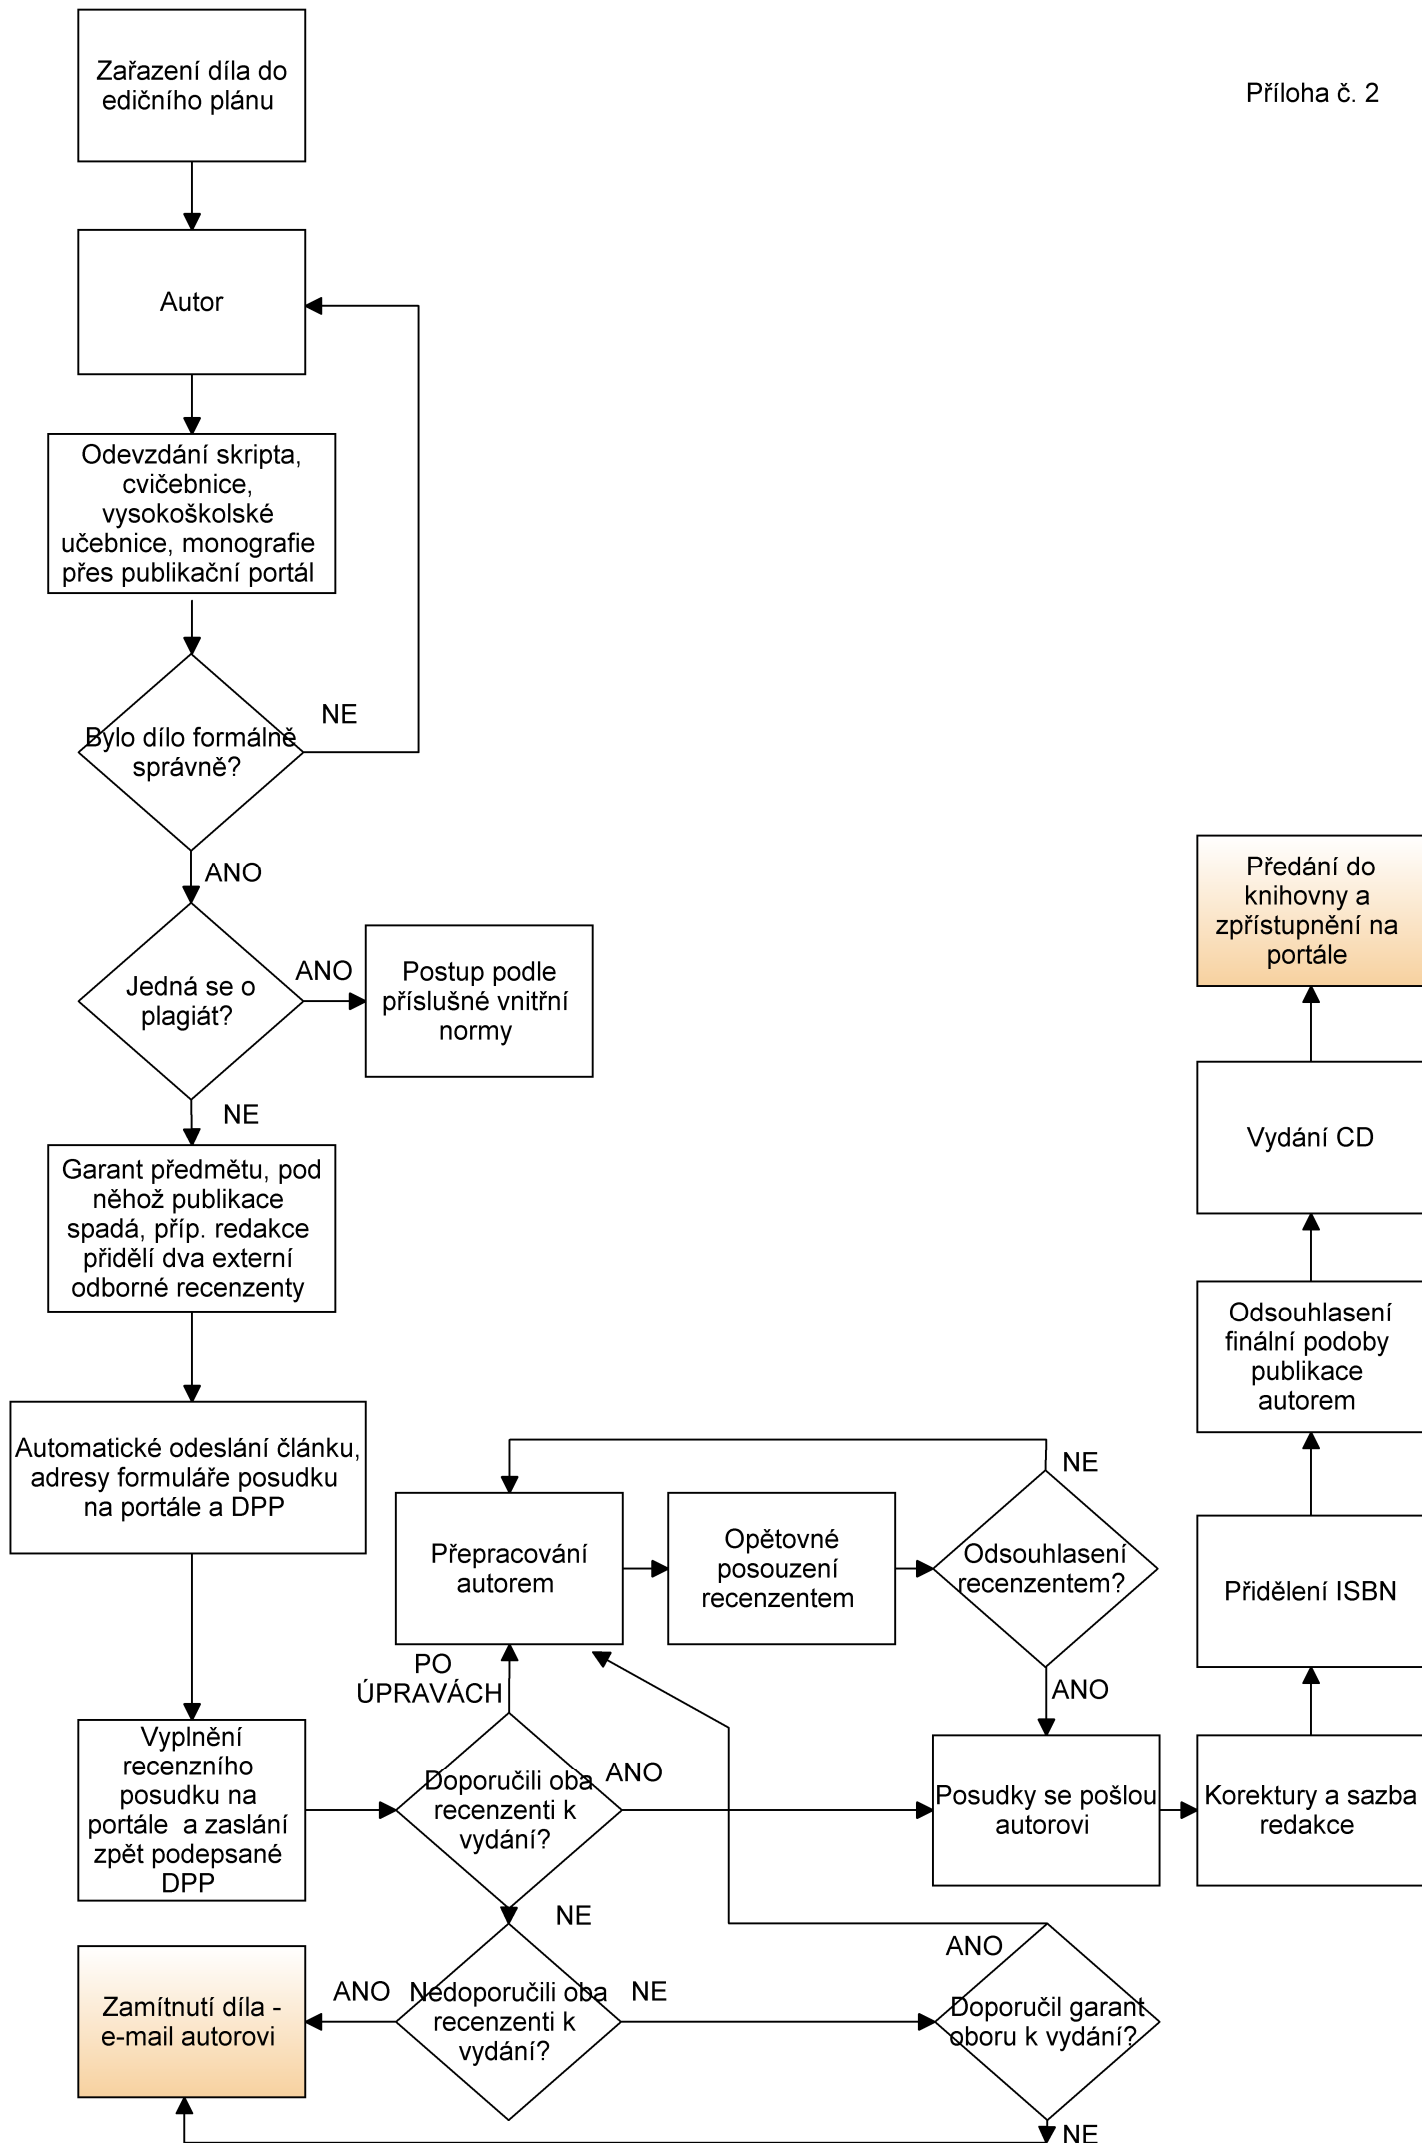 Zařazení díla do
edičního plánu
Příloha č. 2
Autor
Odevzdání skripta,
cvičebnice,
vysokoškolské
učebnice, monografie
přes publikační portál
Bylo dílo formálně
správně?
NE
ANO
Jedná se o
plagiát?
ANO
Postup podle
příslušné vnitřní
normy
NE
Garant předmětu, pod
něhož publikace
spadá, příp. redakce
přidělí dva externí
odborné recenzenty
Automatické odeslání článku,
adresy formuláře posudku
na portále a DPP
Vyplnění
recenzního
posudku na
portále a zaslání
zpět podepsané
DPP
Doporučili oba
recenzenti k
vydání?
PO
ÚPRAVÁCH
Přepracování
autorem
Opětovné
posouzení
recenzentem
Odsouhlasení
recenzentem?
NE
ANO
ANO
Posudky se pošlou
autorovi
Korektury a sazba
redakce
Přidělení ISBN
Odsouhlasení
finální podoby
publikace
autorem
Vydání CD
Předání do
knihovny a
zpřístupnění na
portále
NE
Nedoporučili oba
recenzenti k
vydání?
ANO
Zamítnutí díla -
e-mail autorovi
NE
Doporučil garant
oboru k vydání?
ANO
NE